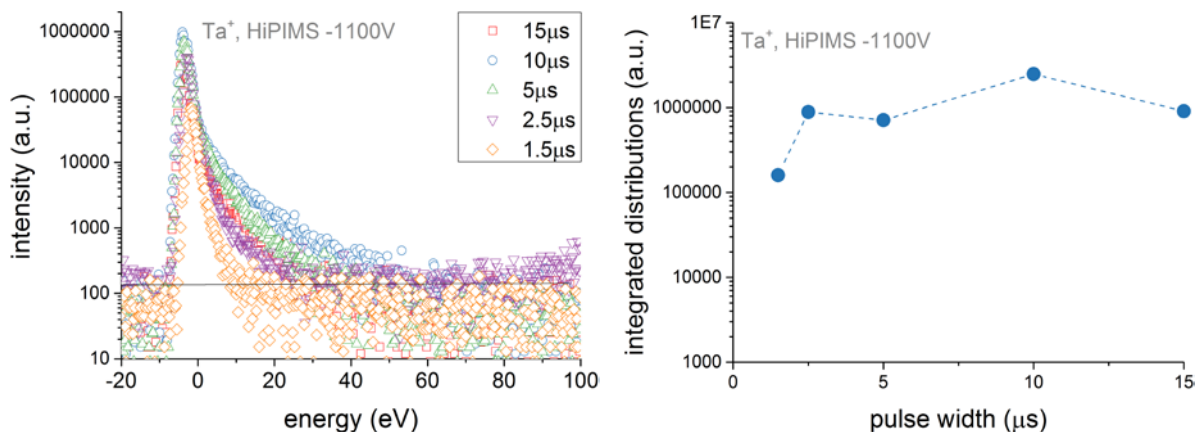 Ta⁺, HiPIMS -1100V
15μs
10μs
5μs
2.5μs
1.5μs
1000000
100000
10000
1000
100
10
-20
0
20
40
60
80
100
intensity (a.u.)
energy (eV)
Ta⁺, HiPIMS -1100V
1E7
1000000
100000
10000
1000
0
5
10
15
integrated distributions (a.u.)
pulse width (μs)